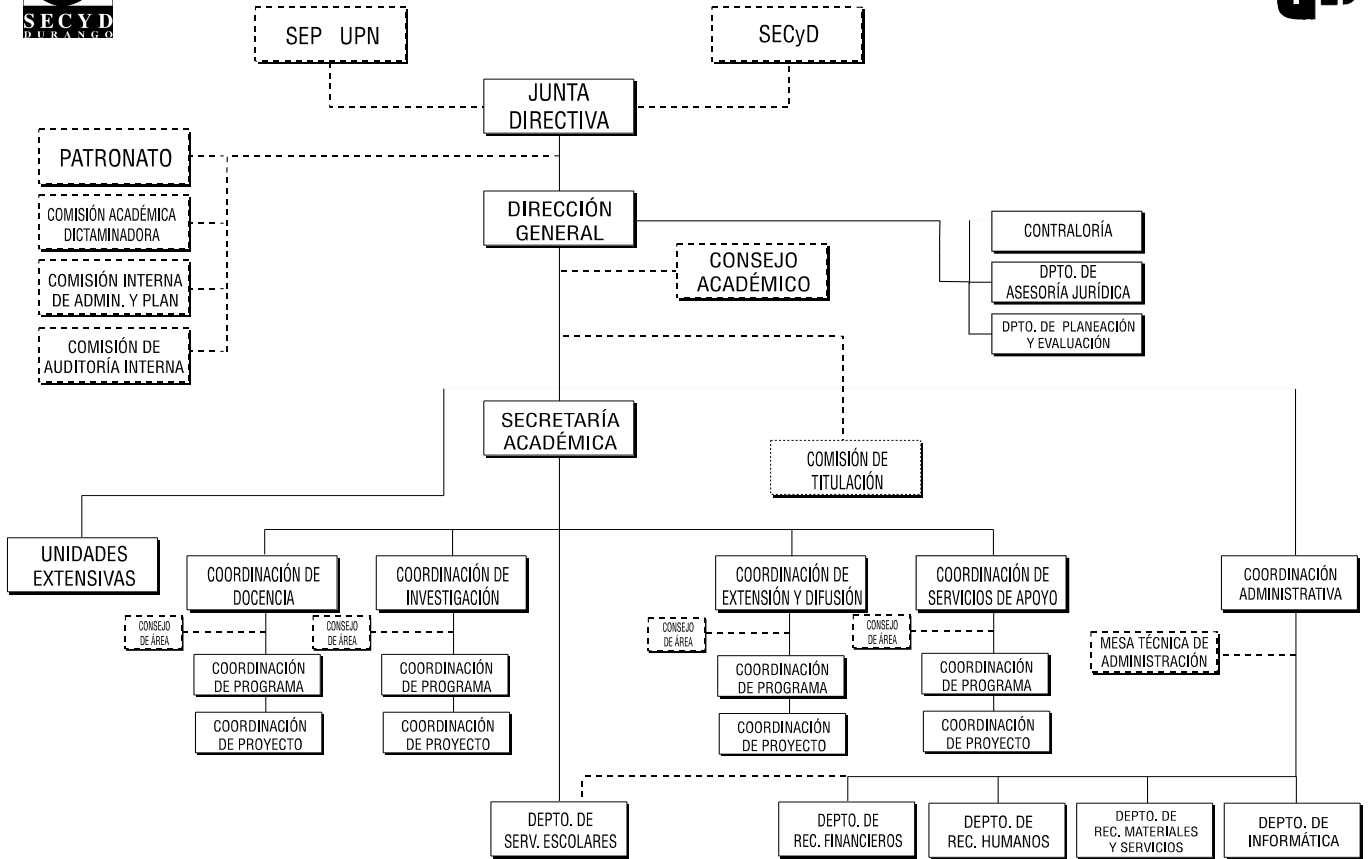 SECYD
DURANGO
SEP UPN
SECyD
JUNTA
DIRECTIVA
PATRONATO
COMISIÓN ACADÉMICA
DICTAMINADORA
COMISIÓN INTERNA
DE ADMIN. Y PLAN
COMISIÓN DE
AUDITORÍA INTERNA
DIRECCIÓN
GENERAL
CONSEJO
ACADÉMICO
CONTRALORÍA
DPTO. DE
ASESORÍA JURÍDICA
DPTO. DE PLANEACIÓN
Y EVALUACIÓN
SECRETARÍA
ACADÉMICA
COMISIÓN DE
TITULACIÓN
UNIDADES
EXTENSIVAS
COORDINACIÓN DE
DOCENCIA
COORDINACIÓN DE
INVESTIGACIÓN
COORDINACIÓN DE
EXTENSIÓN Y DIFUSIÓN
COORDINACIÓN DE
SERVICIOS DE APOYO
COORDINACIÓN
ADMINISTRATIVA
CONSEJO
DE ÁREA
CONSEJO
DE ÁREA
CONSEJO
DE ÁREA
CONSEJO
DE ÁREA
MESA TÉCNICA DE
ADMINISTRACIÓN
COORDINACIÓN
DE PROGRAMA
COORDINACIÓN
DE PROGRAMA
COORDINACIÓN
DE PROGRAMA
COORDINACIÓN
DE PROGRAMA
COORDINACIÓN
DE PROYECTO
COORDINACIÓN
DE PROYECTO
COORDINACIÓN
DE PROYECTO
COORDINACIÓN
DE PROYECTO
DEPTO. DE
SERV. ESCOLARES
DEPTO. DE
REC. FINANCIEROS
DEPTO. DE
REC. HUMANOS
DEPTO. DE
REC. MATERIALES
Y SERVICIOS
DEPTO. DE
INFORMÁTICA